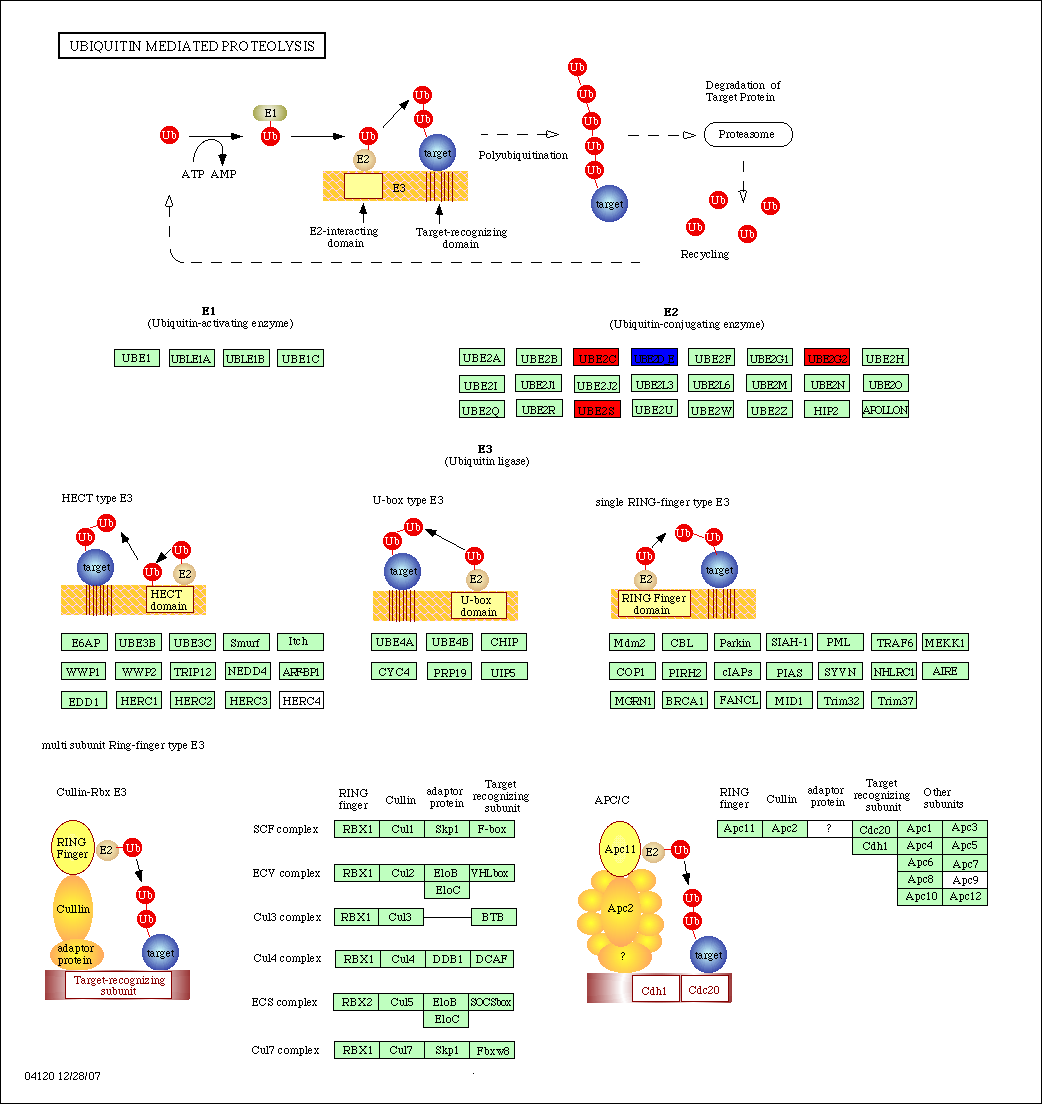 UBIQUITIN MEDIATED PROTEOLYSIS
Ub
ATP AMP
E1
Ub
Ub
E2
Ub
Ub
target
E3
E2-interacting
domain
Target-recognizing
domain
Polyubiquitination
Ub
Ub
Ub
Ub
Ub
target
Degradation of
Target Protein
Proteasome
Ub
Ub
Ub
Ub
Recycling
E1
(Ubiquitin-activating enzyme)
UBE1 UBLE1A UBLE1B UBE1C
E2
(Ubiquitin-conjugating enzyme)
UBE2A UBE2B UBE2C UBE2F UBE2G1 UBE2G2 UBE2H
UBE2I UBE2J1 UBE2J2 UBE2L3 UBE2L6 UBE2M UBE2N UBE2O
UBE2Q UBE2R UBE2S UBE2U UBE2W UBE2Z HIP2 APOLLON
E3
(Ubiquitin ligase)
HECT type E3
Ub
Ub
target
Ub
Ub
E2
HECT
domain
E6AP UBE3B UBE3C Smurf Itch
WWP1 WWP2 TRIP12 NEDD4 ARF-BP1
EDD1 HERC1 HERC2 HERC3 HERC4
U-box type E3
Ub
Ub
target
Ub
E2
U-box
domain
UBE4A UBE4B CHIP
CYC4 PRP19 UIP5
single RING-finger type E3
Ub
E2
Ub
Ub
target
RING Finger
domain
Mdm2 CBL Parkin SIAH-1 PML TRAF6 MEKK1
COP1 PIRH2 cIAPs PIAS SYVN NHLRC1 AIRE
MGRN1 BRCA1 FANCL MID1 Trim32 Trim37
multi subunit Ring-finger type E3
Cullin-Rbx E3
RING
Finger
E2
Ub
Ub
Ub
Culllin
adaptor
protein
target
Target-recognizing
subunit
RING
finger
Cullin
adaptor
protein
Target
recognizing
subunit
SCF complex RBX1 Cul1 Skp1 F-box
ECV complex RBX1 Cul2 EloB VHLbox
EloC
Cul3 complex RBX1 Cul3 BTB
Cul4 complex RBX1 Cul4 DDB1 DCAF
ECS complex RBX2 Cul5 EloB SOCSbox
EloC
Cul7 complex RBX1 Cul7 Skp1 Fbxw8
APC/C
Apc11
E2
Ub
Ub
Ub
Apc2
?
target
Cdh1 Cdc20
RING
finger
Cullin
adaptor
protein
Target
recognizing
subunit
Other
subunits
Apc11 Apc2 ? Cdc20 Apc1 Apc3
Cdh1 Apc4 Apc5
Apc6 Apc7
Apc8 Apc9
Apc10 Apc12
04120 12/28/07